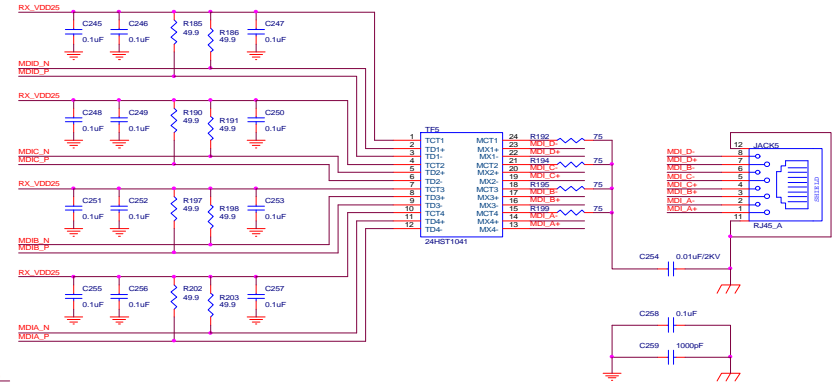 RX_VDD25
C245 C246 R185 R186 C247
0.1uF 0.1uF 49.9 49.9 0.1uF
MDID_N
MDID_P
RX_VDD25
C248 C249 R190 R191 C250
0.1uF 0.1uF 49.9 49.9 0.1uF
MDIC_N
MDIC_P
RX_VDD25
C251 C252 R197 R198 C253
0.1uF 0.1uF 49.9 49.9 0.1uF
MDIB_N
MDIB_P
RX_VDD25
C255 C256 R202 R203 C257
0.1uF 0.1uF 49.9 49.9 0.1uF
MDIA_N
MDIA_P
TF5
1 TCT1 MCT1 24 R192 75
2 TD1+ MX1+ 23 MDI_D-
3 TD1- MX1- 22 MDI_D+
4 TCT2 MCT2 21 R194 75
5 TD2+ MX2+ 20 MDI_C-
6 TD2- MX2- 19 MDI_C+
7 TCT3 MCT3 18 R195 75
8 TD3+ MX3+ 17 MDI_B-
9 TD3- MX3- 16 MDI_B+
10 TCT4 MCT4 15 R199 75
11 TD4+ MX4+ 14 MDI_A-
12 TD4- MX4- 13 MDI_A+
24HST1041
12 JACK5
MDI_D- 8
MDI_D+ 7
MDI_B- 6
MDI_C- 5
MDI_C+ 4
MDI_B+ 3
MDI_A- 2
MDI_A+ 1
11
SHIELD
RJ45_A
C254 0.01uF/2KV
C258 0.1uF
C259 1000pF